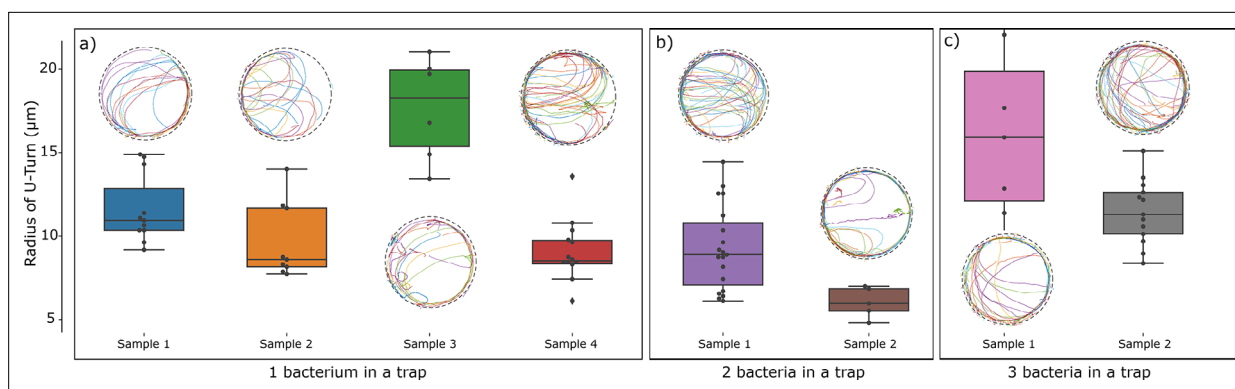 a)
b)
c)
Radius of U-Turn (μm)
20
15
10
5
Sample 1
Sample 2
Sample 3
Sample 4
Sample 1
Sample 2
Sample 1
Sample 2
1 bacterium in a trap
2 bacteria in a trap
3 bacteria in a trap